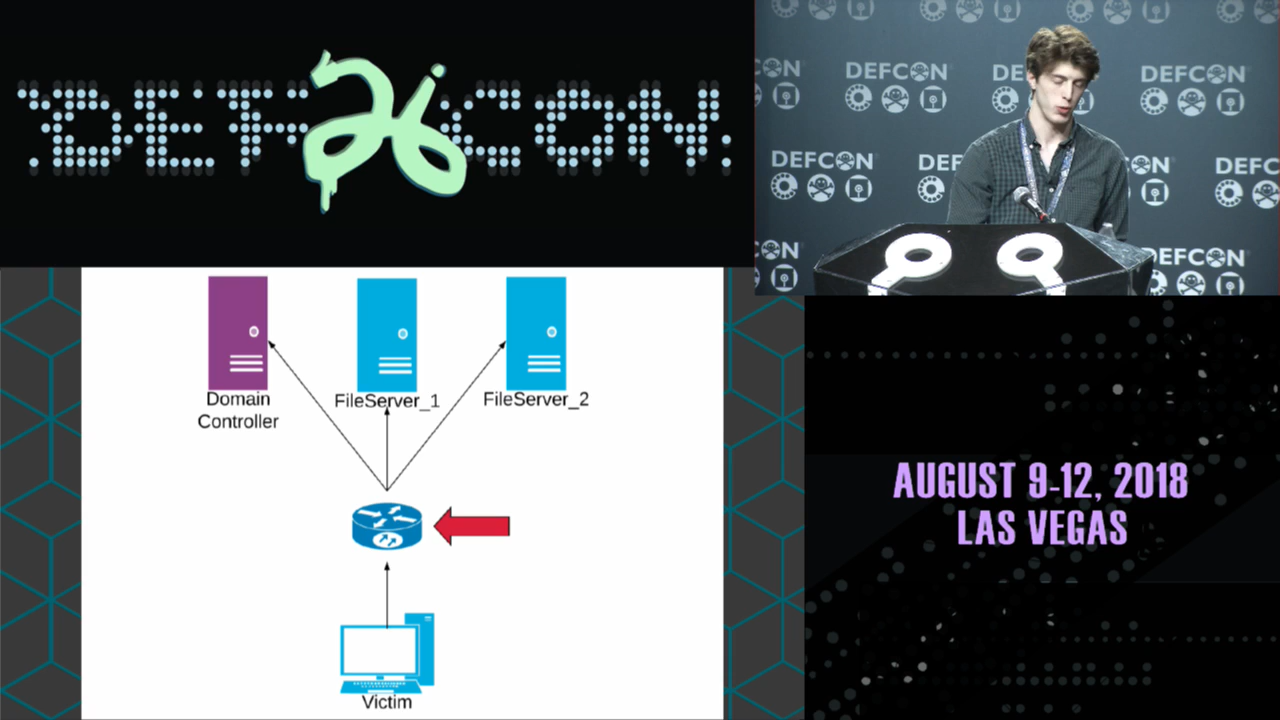 DEF 26 CON
DEFCON
DEFCON
DEFCON
DEFCON
DEFCON
DEFCON
Domain
Controller
FileServer_1
FileServer_2
Victim
AUGUST 9-12, 2018
LAS VEGAS